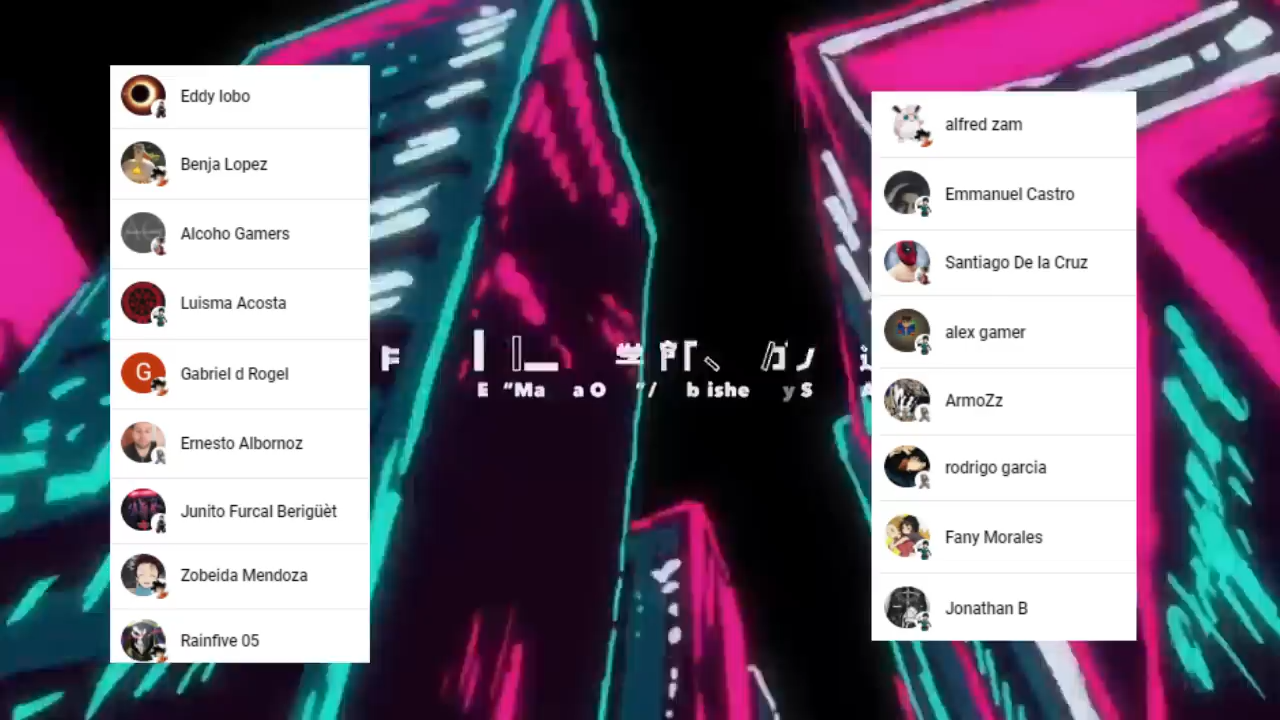 Eddy lobo
Benja Lopez
Alcoho Gamers
Luisma Acosta
G
Gabriel d Rogel
Ernesto Albornoz
Junito Furcal Berigüèt
Zobeida Mendoza
Rainfive 05
alfred zam
Emmanuel Castro
Santiago De la Cruz
alex gamer
ArmoZz
rodrigo garcia
Fany Morales
Jonathan B